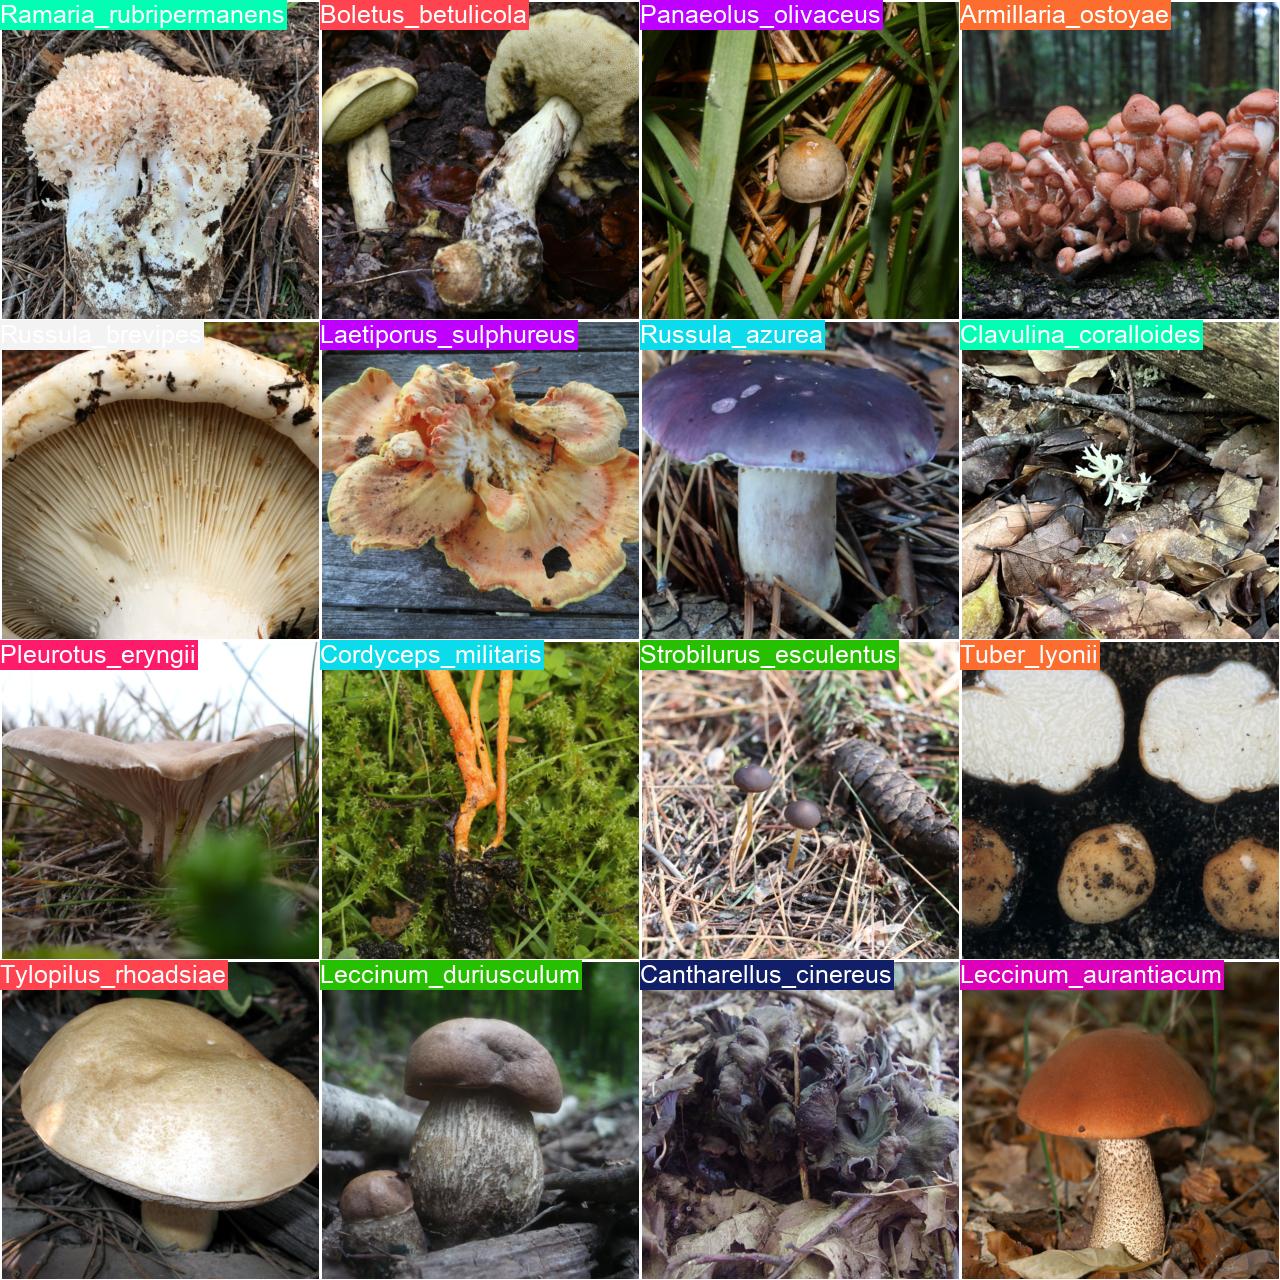 Ramaria_rubripermanens
Boletus_betulicola
Panaeolus_olivaceus
Armillaria_ostoyae
Russula_brevipes
Laetiporus_sulphureus
Russula_azurea
Clavulina_coralloides
Pleurotus_eryngii
Cordyceps_militaris
Strobilurus_esculentus
Tuber_lyonii
Tylopilus_rhoadsiae
Leccinum_duriusculum
Cantharellus_cinereus
Leccinum_aurantiacum